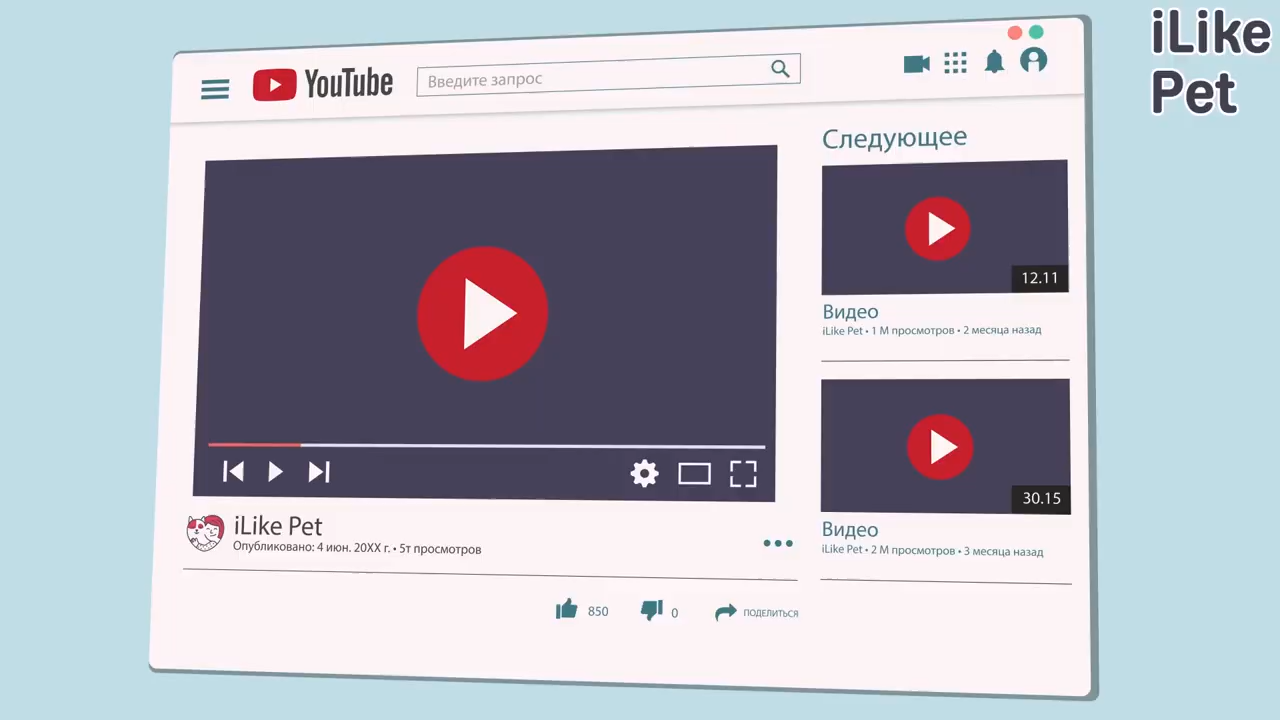 iLike
Pet
YouTube
Введите запрос
Следующее
12.11
Видео
iLike Pet • 1 М просмотров • 2 месяца назад
30.15
Видео
iLike Pet • 2 М просмотров • 3 месяца назад
iLike Pet
Опубликовано: 4 июн. 20XX г. • 5т просмотров
850
0
ПОДЕЛИТЬСЯ